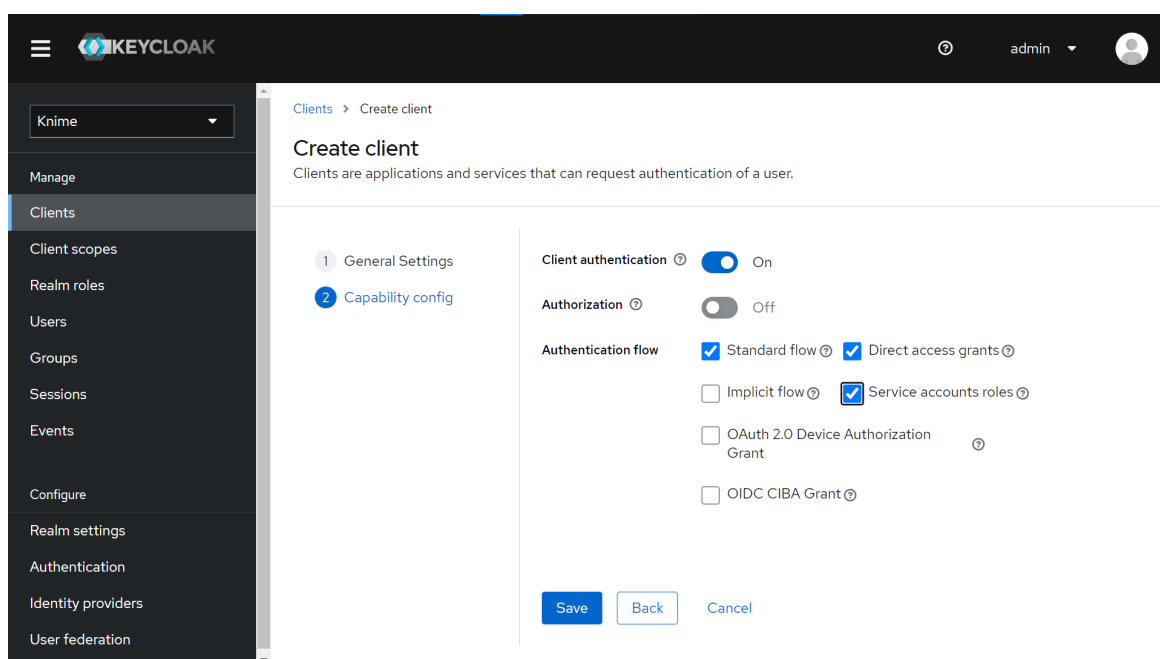 KEYCLOAK
admin
Knime
Manage
Clients
Client scopes
Realm roles
Users
Groups
Sessions
Events
Configure
Realm settings
Authentication
Identity providers
User federation
Clients > Create client
Create client
Clients are applications and services that can request authentication of a user.
1 General Settings
2 Capability config
Client authentication ? On
Authorization ? Off
Authentication flow
Standard flow ? Direct access grants ?
Implicit flow ? Service accounts roles ?
OAuth 2.0 Device Authorization
Grant ?
OIDC CIBA Grant ?
Save Back Cancel